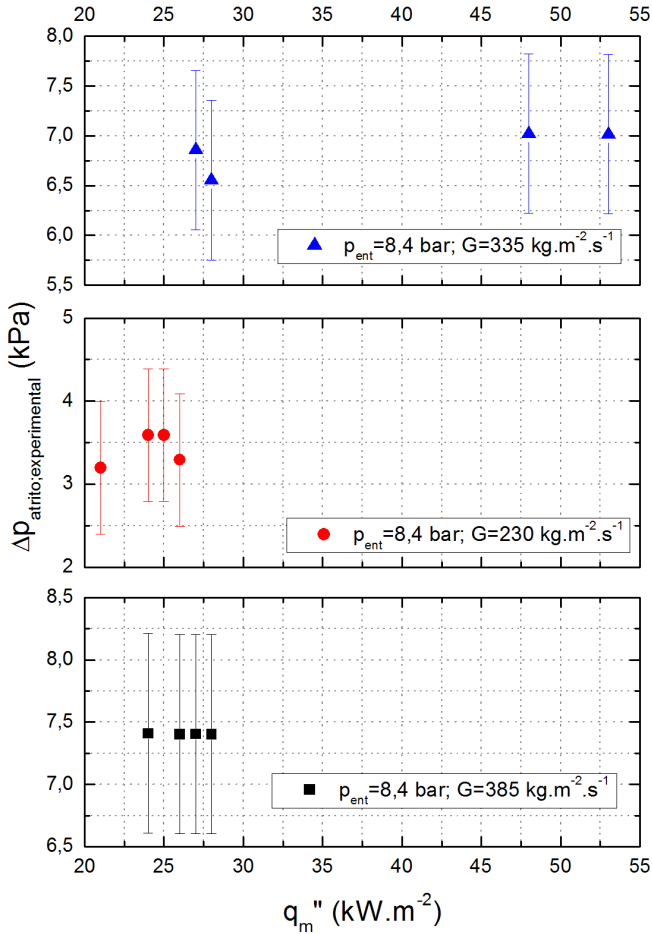 20 25 30 35 40 45 50 55
8,0
7,5
7,0
6,5
6,0
5,5
p_ent=8,4 bar; G=335 kg.m^-2.s^-1
5
4
3
2
p_ent=8,4 bar; G=230 kg.m^-2.s^-1
Δp_atrito;experimental (kPa)
8,5
8,0
7,5
7,0
6,5
p_ent=8,4 bar; G=385 kg.m^-2.s^-1
20 25 30 35 40 45 50 55
q_m" (kW.m^-2)